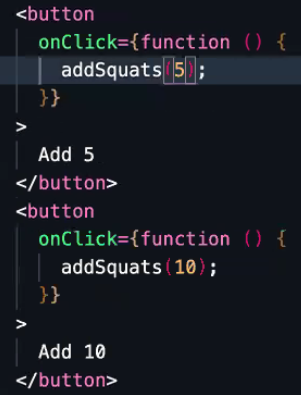 <button
onClick={function () {
addSquats(5);
}}
>
Add 5
</button>
<button
onClick={function () {
addSquats(10);
}}
>
Add 10
</button>